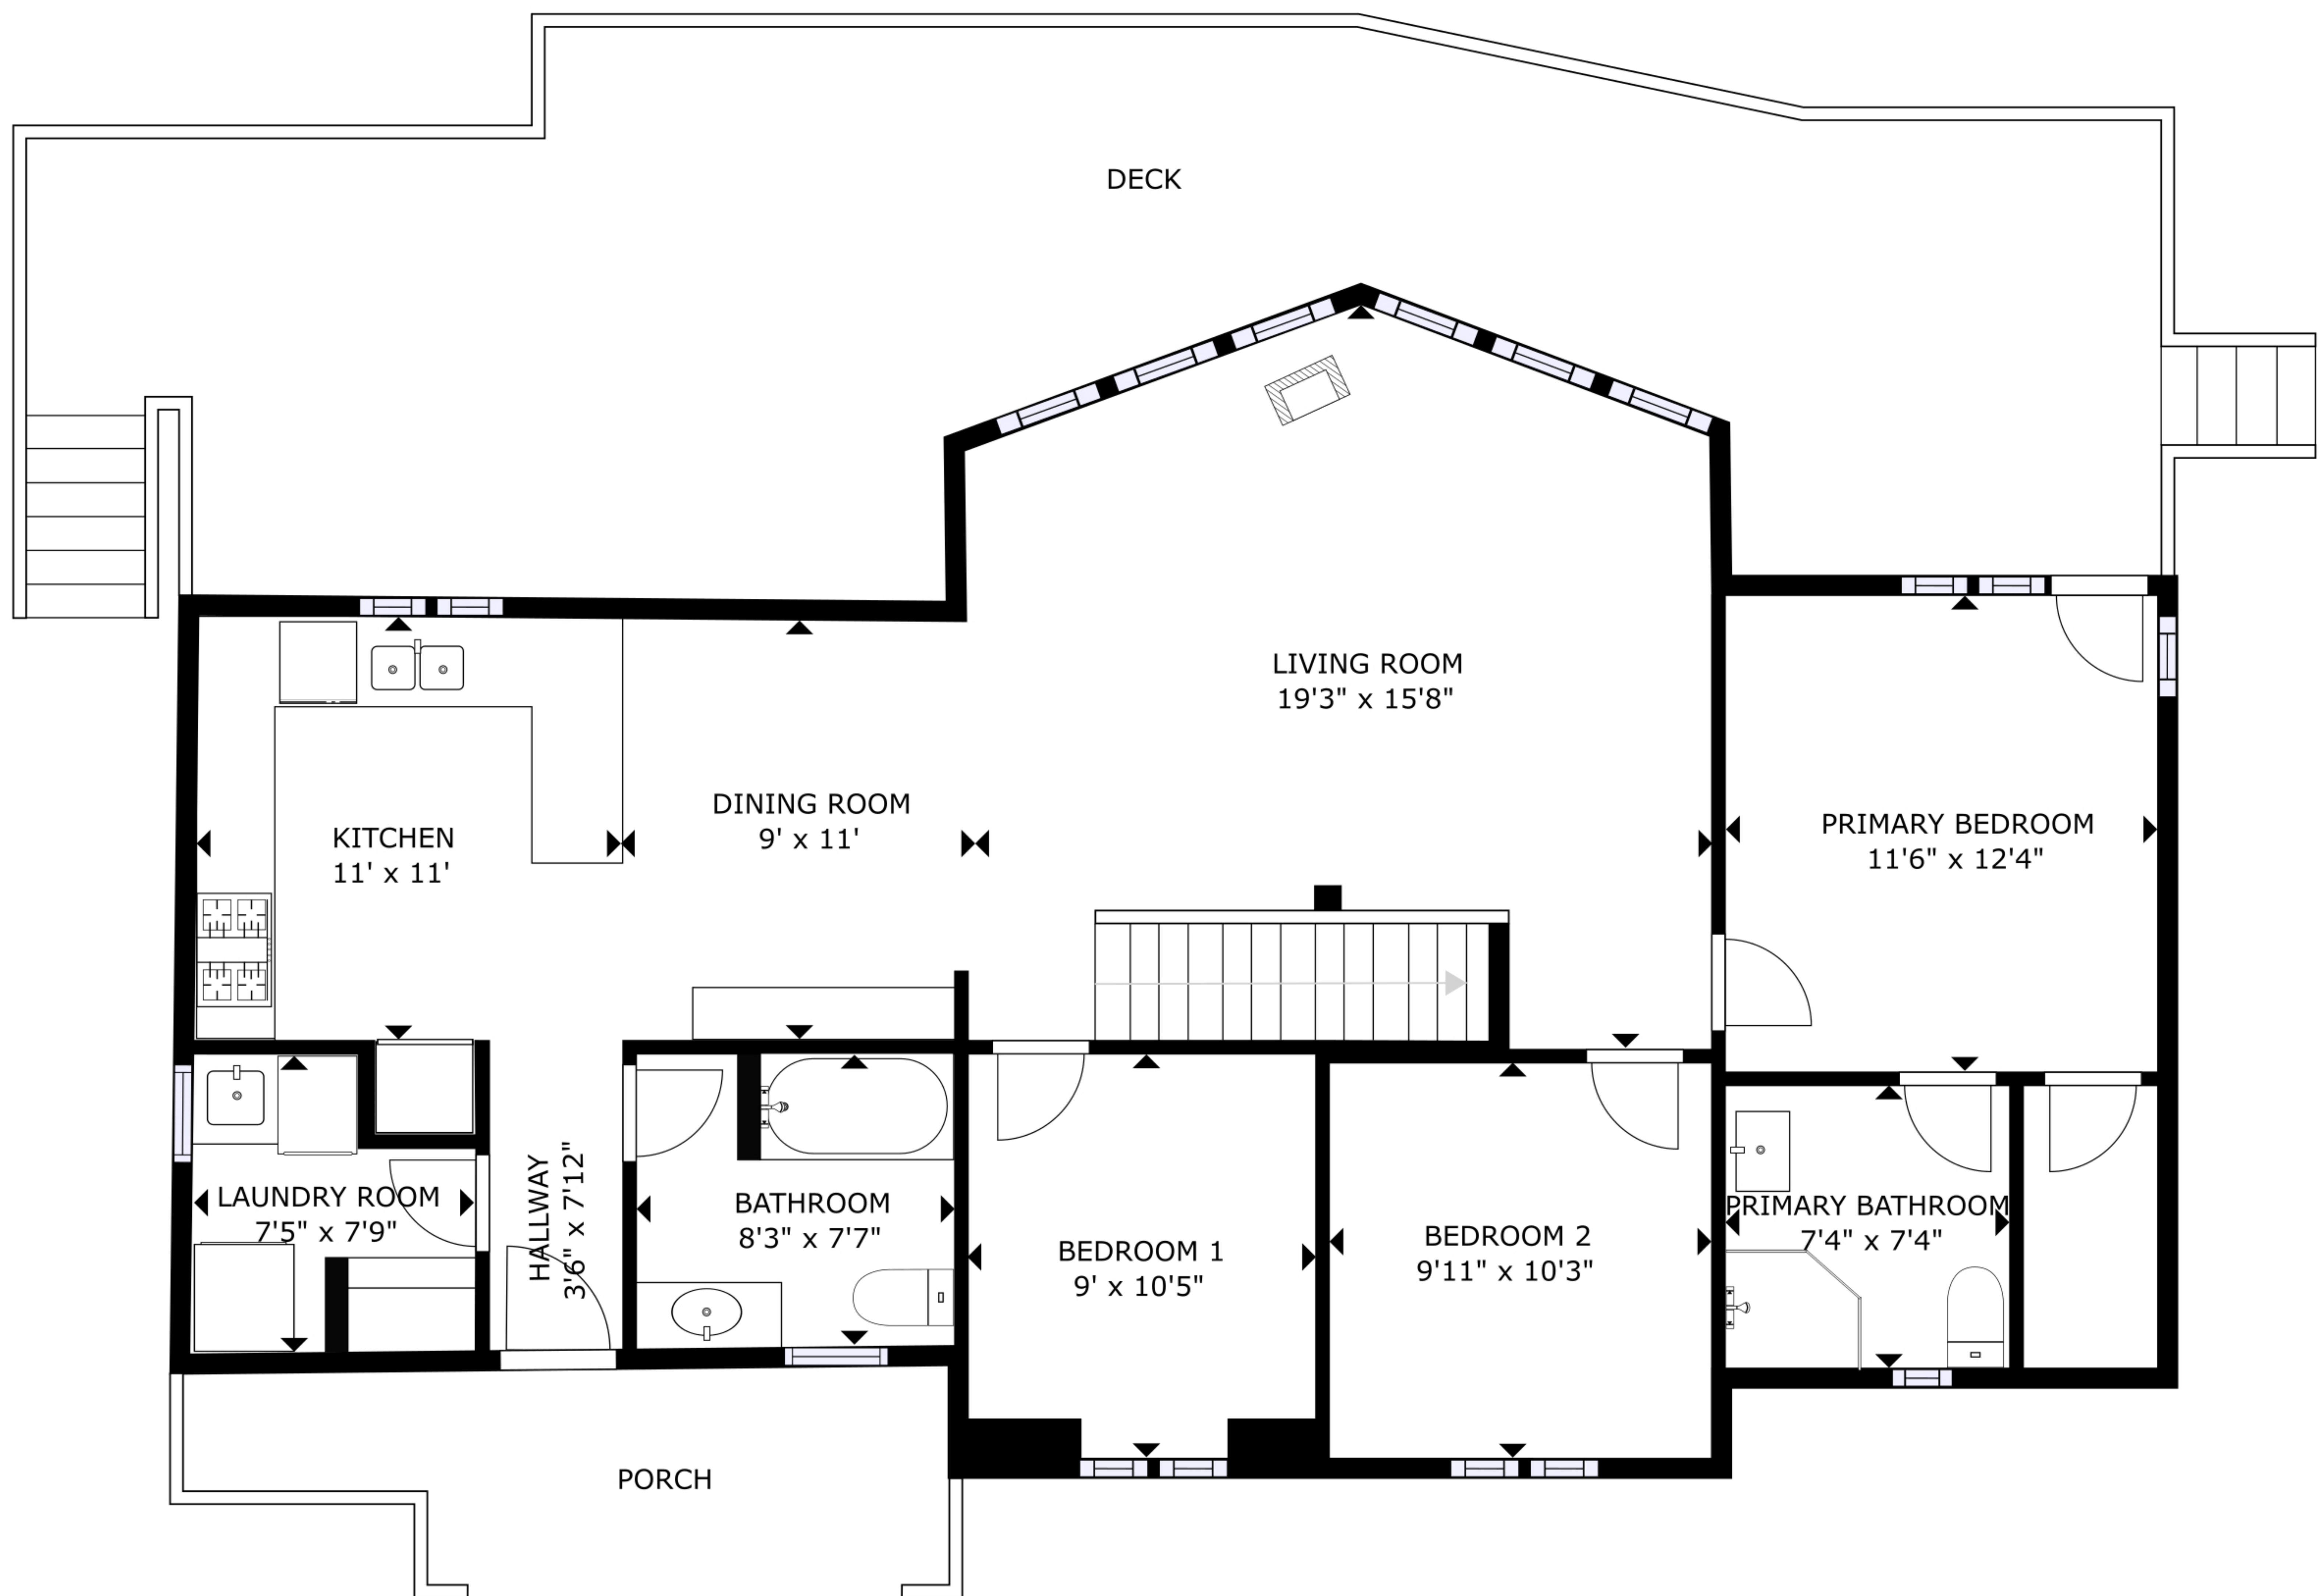 DECK
LIVING ROOM
19'3" x 15'8"
DINING ROOM
9' x 11'
KITCHEN
11' x 11'
PRIMARY BEDROOM
11'6" x 12'4"
LAUNDRY ROOM
7'5" x 7'9"
HALLWAY
3'6" x 7'12"
BATHROOM
8'3" x 7'7"
BEDROOM 1
9' x 10'5"
BEDROOM 2
9'11" x 10'3"
PRIMARY BATHROOM
7'4" x 7'4"
PORCH